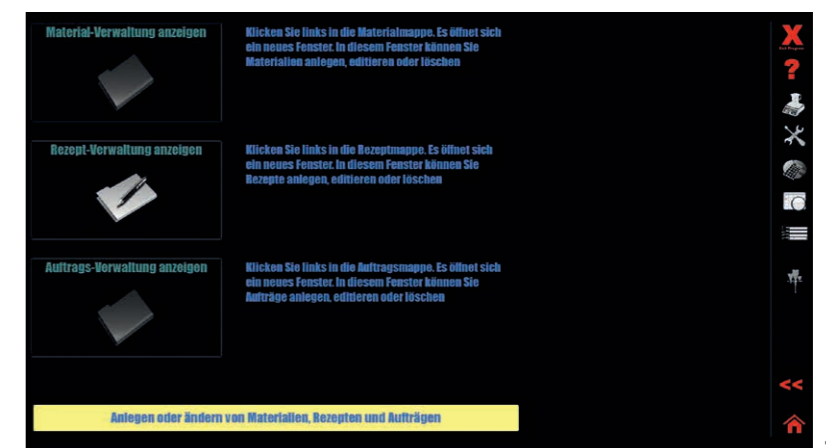 Material-Verwaltung anzeigen
Klicken Sie links in die Materialmappe. Es öffnet sich
ein neues Fenster. In diesem Fenster können Sie
Materialien anlegen, editieren oder löschen
Rezept-Verwaltung anzeigen
Klicken Sie links in die Rezeptmappe. Es öffnet sich
ein neues Fenster. In diesem Fenster können Sie
Rezepte anlegen, editieren oder löschen
Auftrags-Verwaltung anzeigen
Klicken Sie links in die Auftragsmappe. Es öffnet sich
ein neues Fenster. In diesem Fenster können Sie
Aufträge anlegen, editieren oder löschen
Anlegen oder ändern von Materialien, Rezepten und Aufträgen
X
Exit Program
?
<<